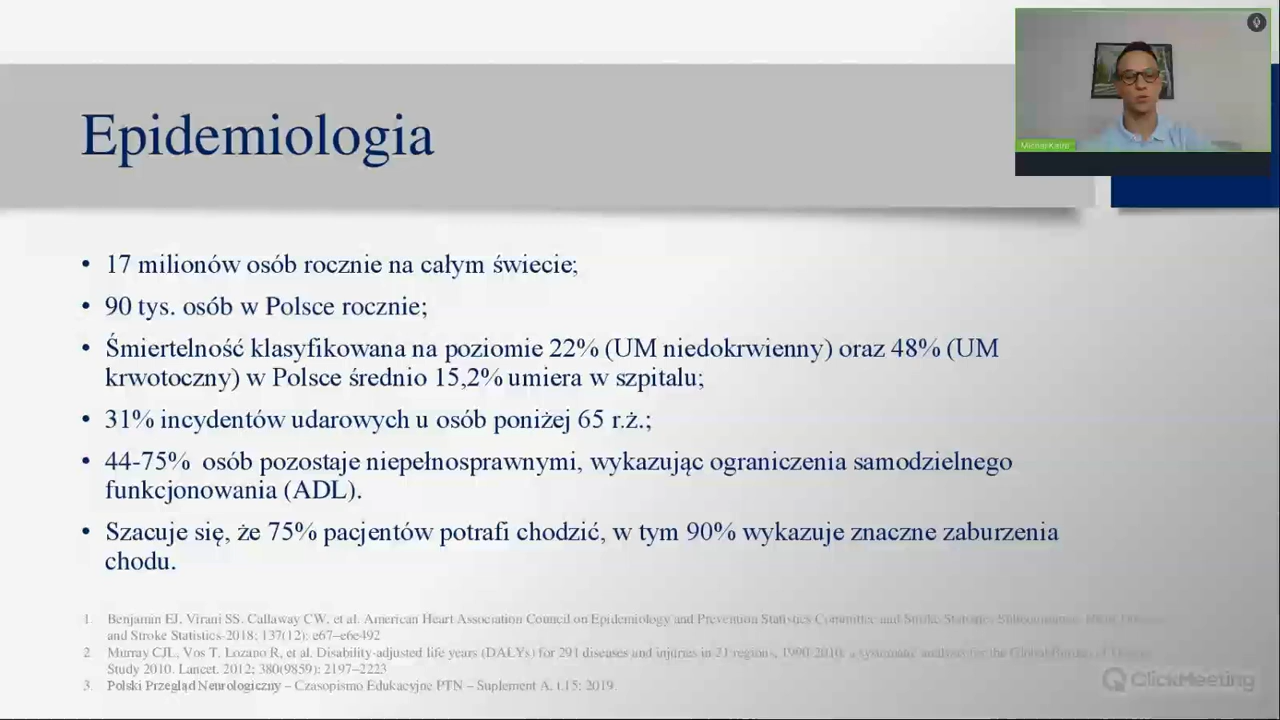 Epidemiologia
• 17 milionów osób rocznie na całym świecie;
• 90 tys. osób w Polsce rocznie;
• Śmiertelność klasyfikowana na poziomie 22% (UM niedokrwienny) oraz 48% (UM
krwotoczny) w Polsce średnio 15,2% umiera w szpitalu;
• 31% incydentów udarowych u osób poniżej 65 r.ż.;
• 44-75% osób pozostaje niepełnosprawnymi, wykazując ograniczenia samodzielnego
funkcjonowania (ADL).
• Szacuje się, że 75% pacjentów potrafi chodzić, w tym 90% wykazuje znaczne zaburzenia
chodu.
1. Benjamin EJ, Virani SS, Callaway CW, et al. American Heart Association Council on Epidemiology and Prevention Statistics Committee and Stroke Statistics
and Stroke Statistics-2018; 137(12):
2 Murray CJL, Vos T, Lozano R, et al. Disability-adjusted life years (DALYs) for 291 diseases and injuries in 21 regions, 1990-2010: a systematic analysis for the Global Burden of Disease
Study 2010. Lancet. 2012; 380(9859): 2197–2223
3. Polski Przegląd Neurologiczny – Czasopismo Edukacyjne PTN – Suplement A. t.15; 2019.
ClickMeeting